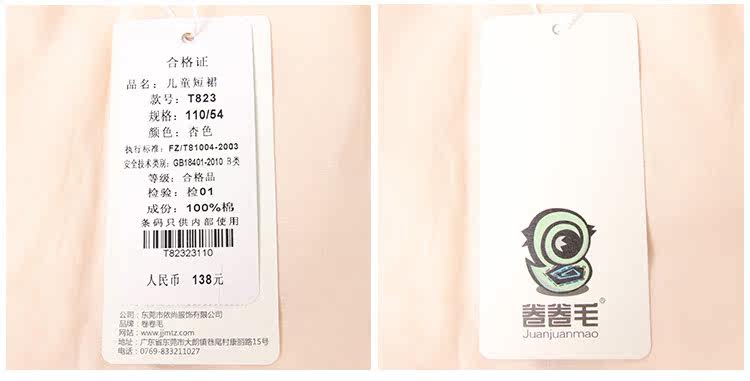 合格证
品名：儿童短裙
款号：T823
规格：110/54
颜色：杏色
执行标准：FZ/T81004-2003
安全技术类别：GB18401-2010 B类
等级：合格品
检验：检01
成份：100%棉
条码只供内部使用
T82323110
人民币 138元
公司：东莞市依尚服饰有限公司
品牌：卷卷毛
网站：www.jjmtz.com
地址：广东省东莞市大朗镇巷尾村康丽路15号
电话：0769-833211027
卷卷毛®
Juanjuanmao